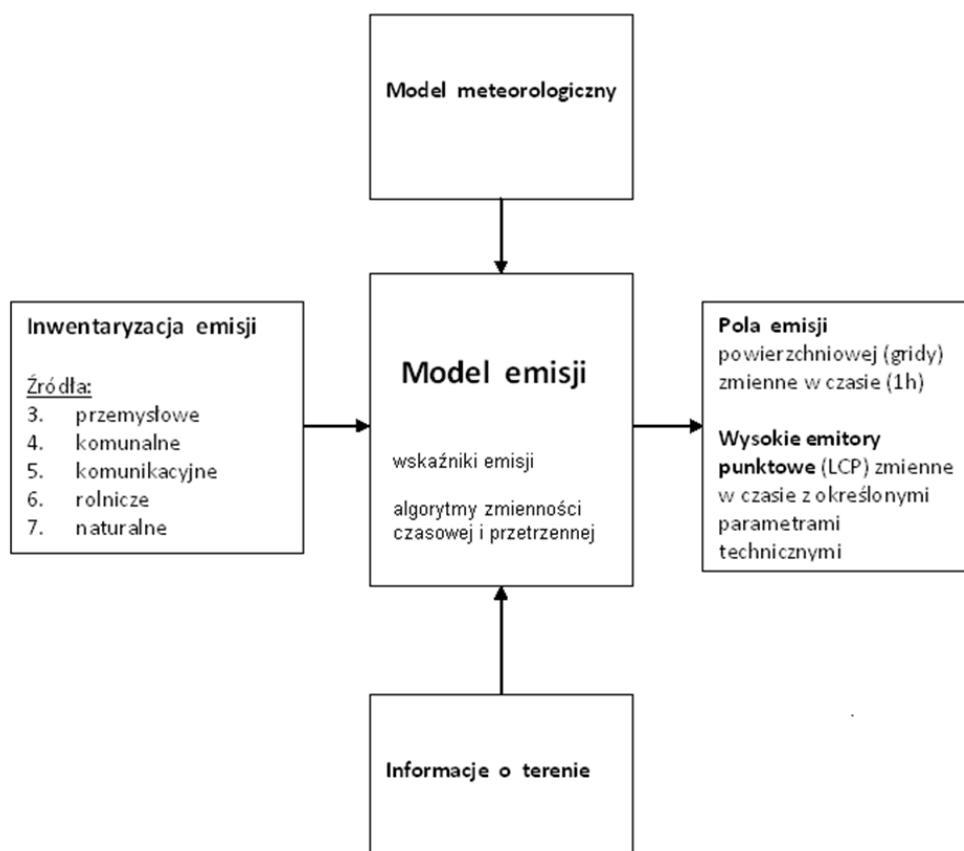 Model meteorologiczny
Inwentaryzacja emisji
Źródła:
3. przemysłowe
4. komunalne
5. komunikacyjne
6. rolnicze
7. naturalne
Model emisji
wskaźniki emisji
algorytmy zmienności
czasowej i przetrzennej
Pola emisji
powierzchniowej (gridy)
zmienne w czasie (1h)
Wysokie emitory
punktowe (LCP) zmienne
w czasie z określonymi
parametrami
technicznymi
Informacje o terenie